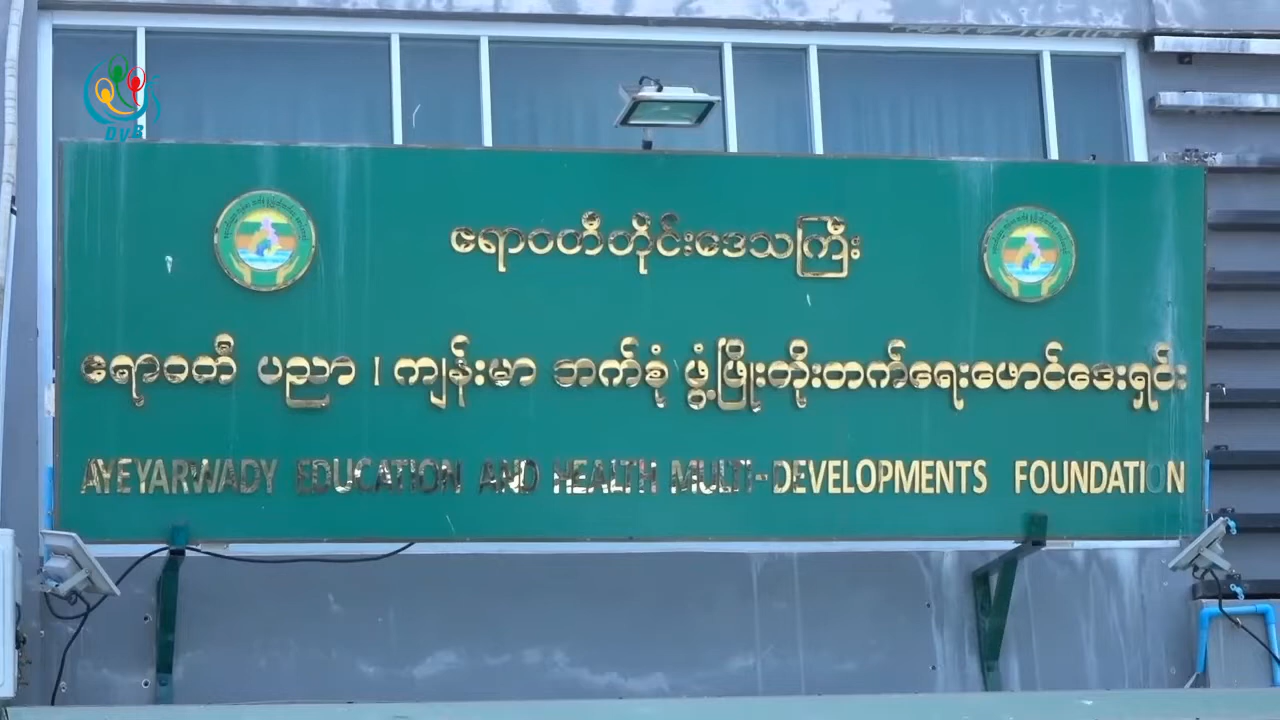 DVB
ဧရာဝတီတိုင်းဒေသကြီး
ဧရာဝတီ ပညာ ၊ ကျန်းမာ ဘက်စုံ ဖွံ့ဖြိုးတိုးတက်ရေးဖောင်ဒေးရှင်း
AYEYARWADY EDUCATION AND HEALTH MULTI-DEVELOPMENTS FOUNDATION